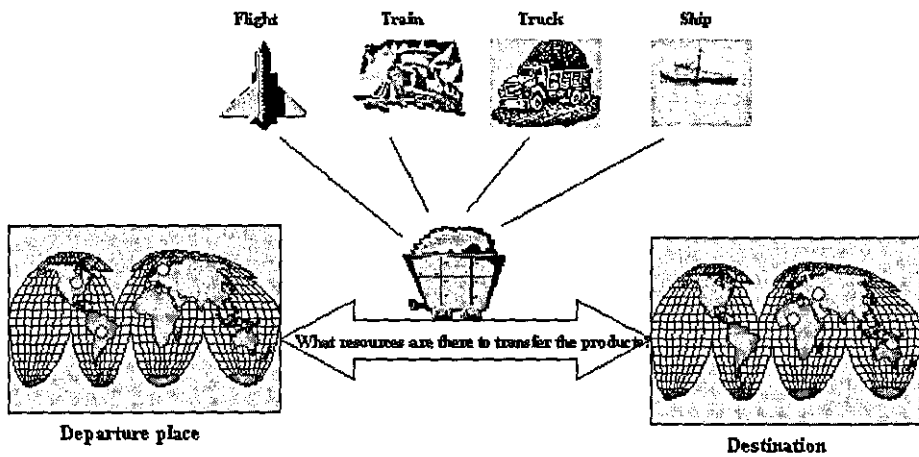 Flight
Train
Truck
Ship
What resources are there to transfer the products?
Departure place
Destination